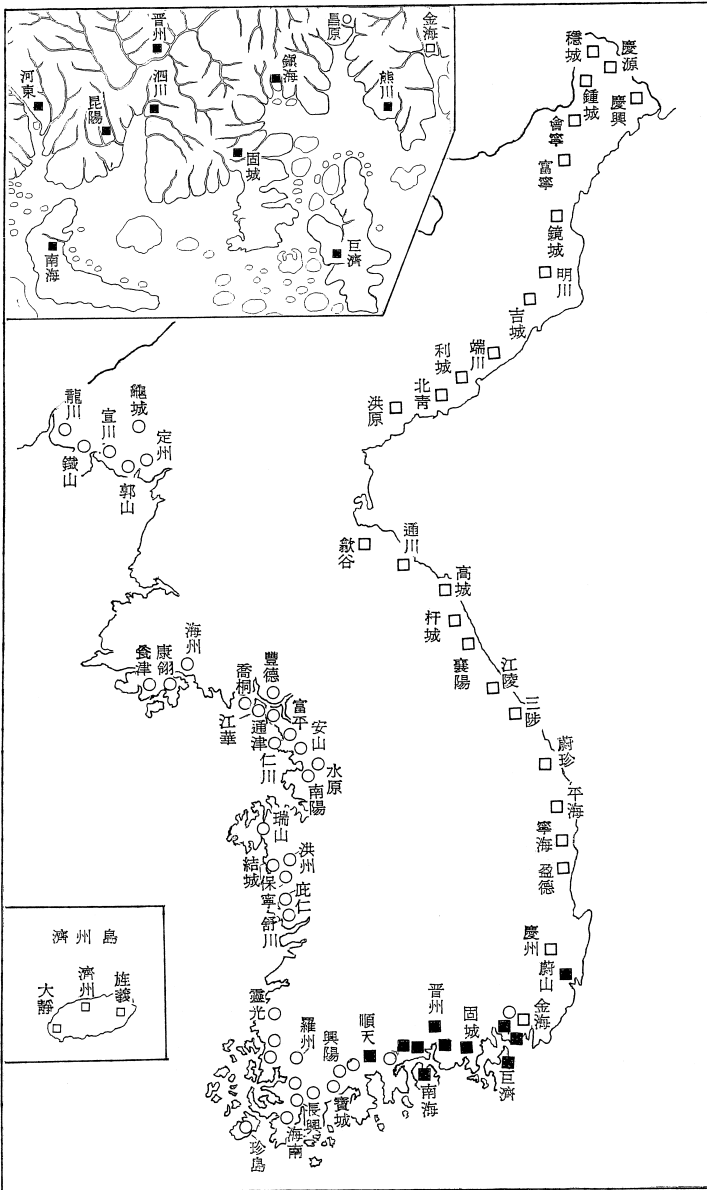 晋州
昌原
金海
河東
昆陽
泗川
鎭海
熊川
固城
南海
巨濟
穩城
慶源
鍾城
慶興
會寧
富寧
鏡城
明川
吉城
端川
利城
北靑
洪原
龍川
鐵山
宣川
龜城
郭山
定州
歙谷
通川
高城
杆城
襄陽
江陵
三陟
蔚珍
平海
寧海
盈德
慶州
蔚山
金海
康翎
海州
喬桐
江華
豐德
通津
富平
仁川
安山
水原
南陽
瑞山
結城
洪州
保寧
庇仁
舒川
靈光
羅州
興陽
順天
晋州
固城
南海
巨濟
寶城
長興
海南
珍島
濟州島
大靜
濟州
旌義